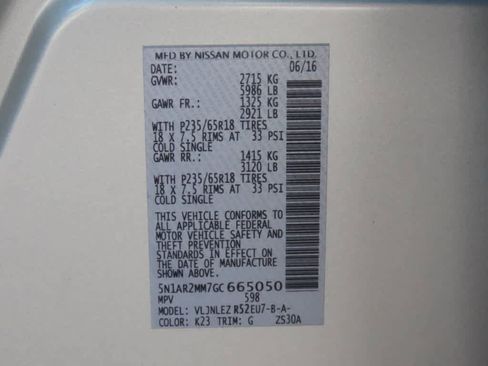 MFD BY NISSAN MOTOR CO., LTD.
DATE: 06/16
GVWR: 2715 KG
5986 LB
GAWR FR.: 1325 KG
2921 LB
WITH P235/65R18 TIRES
18 X 7.5 RIMS AT 33 PSI
COLD SINGLE
GAWR RR.: 1415 KG
3120 LB
WITH P235/65R18 TIRES
18 X 7.5 RIMS AT 33 PSI
COLD SINGLE
THIS VEHICLE CONFORMS TO
ALL APPLICABLE FEDERAL
MOTOR VEHICLE SAFETY AND
THEFT PREVENTION
STANDARDS IN EFFECT ON
THE DATE OF MANUFACTURE
SHOWN ABOVE.
5N1AR2MM7GC665050
MPV 598
VLJNLEZ R52EU7-B-A-
COLOR: K23 TRIM: G ZS30A